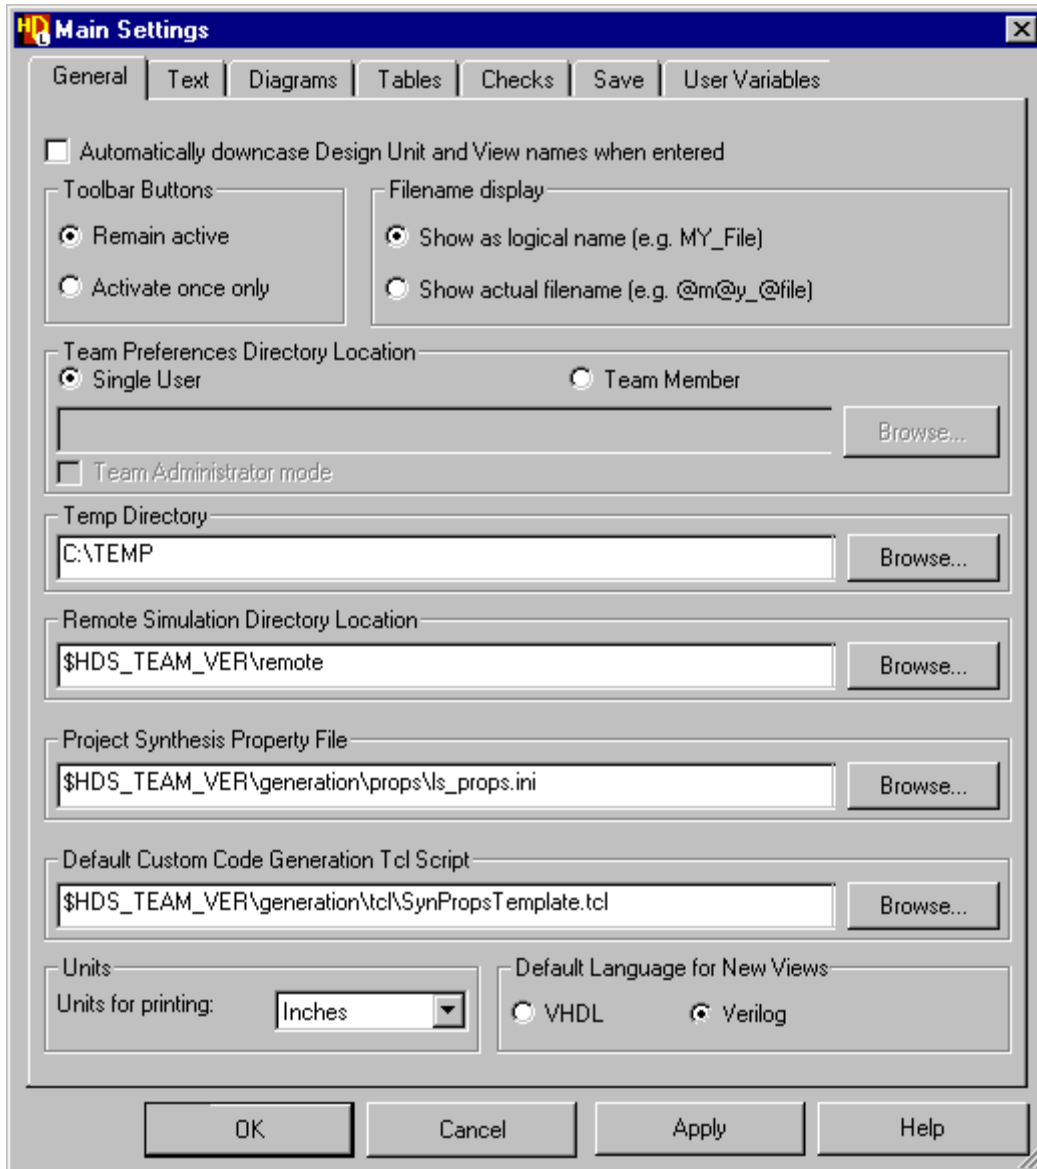 HDL Main Settings
General Text Diagrams Tables Checks Save User Variables
Automatically downcase Design Unit and View names when entered
Toolbar Buttons Filename display
Remain active Show as logical name (e.g. MY_File)
Activate once only Show actual filename (e.g. @m@y_@file)
Team Preferences Directory Location
Single User Team Member
Browse...
Team Administrator mode
Temp Directory
C:\TEMP Browse...
Remote Simulation Directory Location
$HDS_TEAM_VER\remote Browse...
Project Synthesis Property File
$HDS_TEAM_VER\generation\props\ls_props.ini Browse...
Default Custom Code Generation Tcl Script
$HDS_TEAM_VER\generation\tcl\SynPropsTemplate.tcl Browse...
Units Default Language for New Views
Units for printing: Inches VHDL Verilog
OK Cancel Apply Help